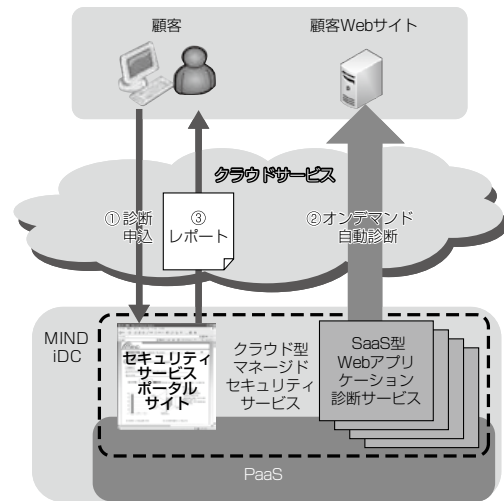 顧客
顧客Webサイト
クラウドサービス
①診断
申込
③
レポート
②オンデマンド
自動診断
MIND
iDC
セキュリティ
サービス
ポータル
サイト
クラウド型
マネージド
セキュリティ
サービス
SaaS型
Webアプリ
ケーション
診断サービス
PaaS